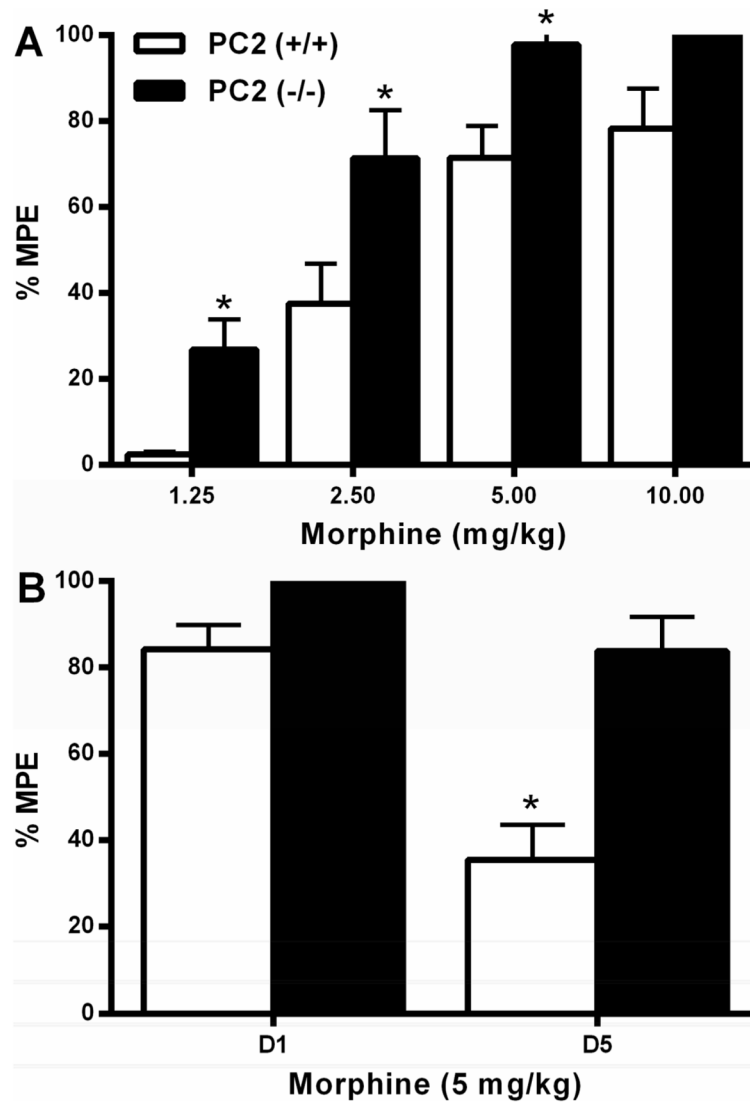 A
PC2 (+/+)
PC2 (-/-)
% MPE
100
80
60
40
20
0
*
*
*
1.25 2.50 5.00 10.00
Morphine (mg/kg)
B
% MPE
100
80
60
40
20
0
*
D1 D5
Morphine (5 mg/kg)